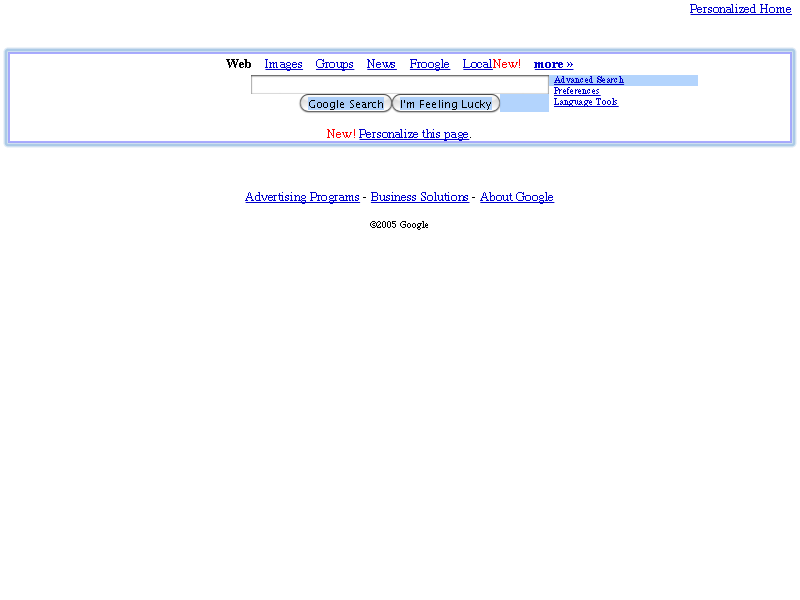 Personalized Home
Web Images Groups News Froogle LocalNew! more »
Advanced Search
Preferences
Language Tools
Google Search I'm Feeling Lucky
New! Personalize this page.
Advertising Programs - Business Solutions - About Google
©2005 Google